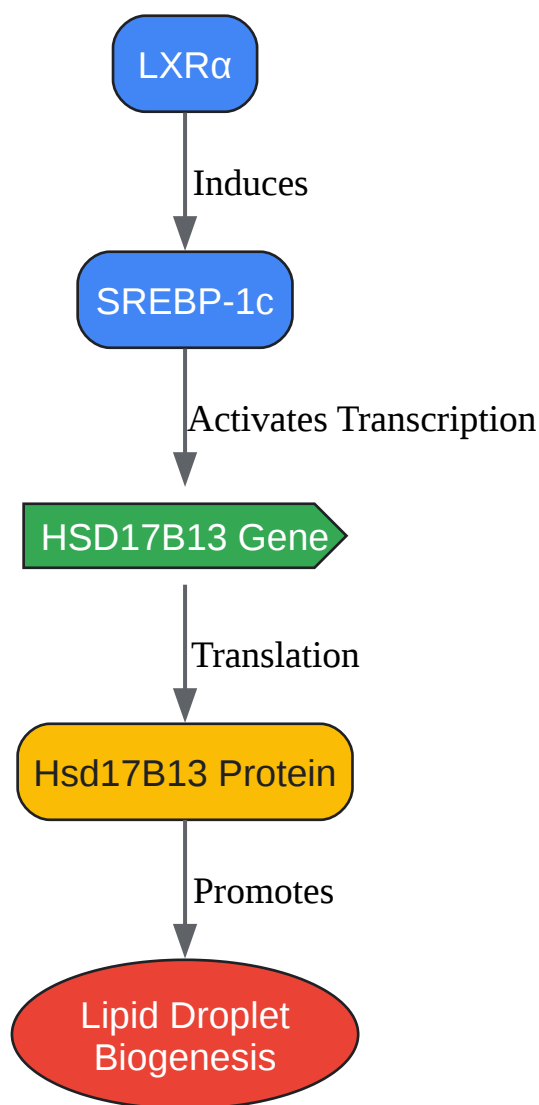 LXRα
Induces
SREBP-1c
Activates Transcription
HSD17B13 Gene
Translation
Hsd17B13 Protein
Promotes
Lipid Droplet
Biogenesis